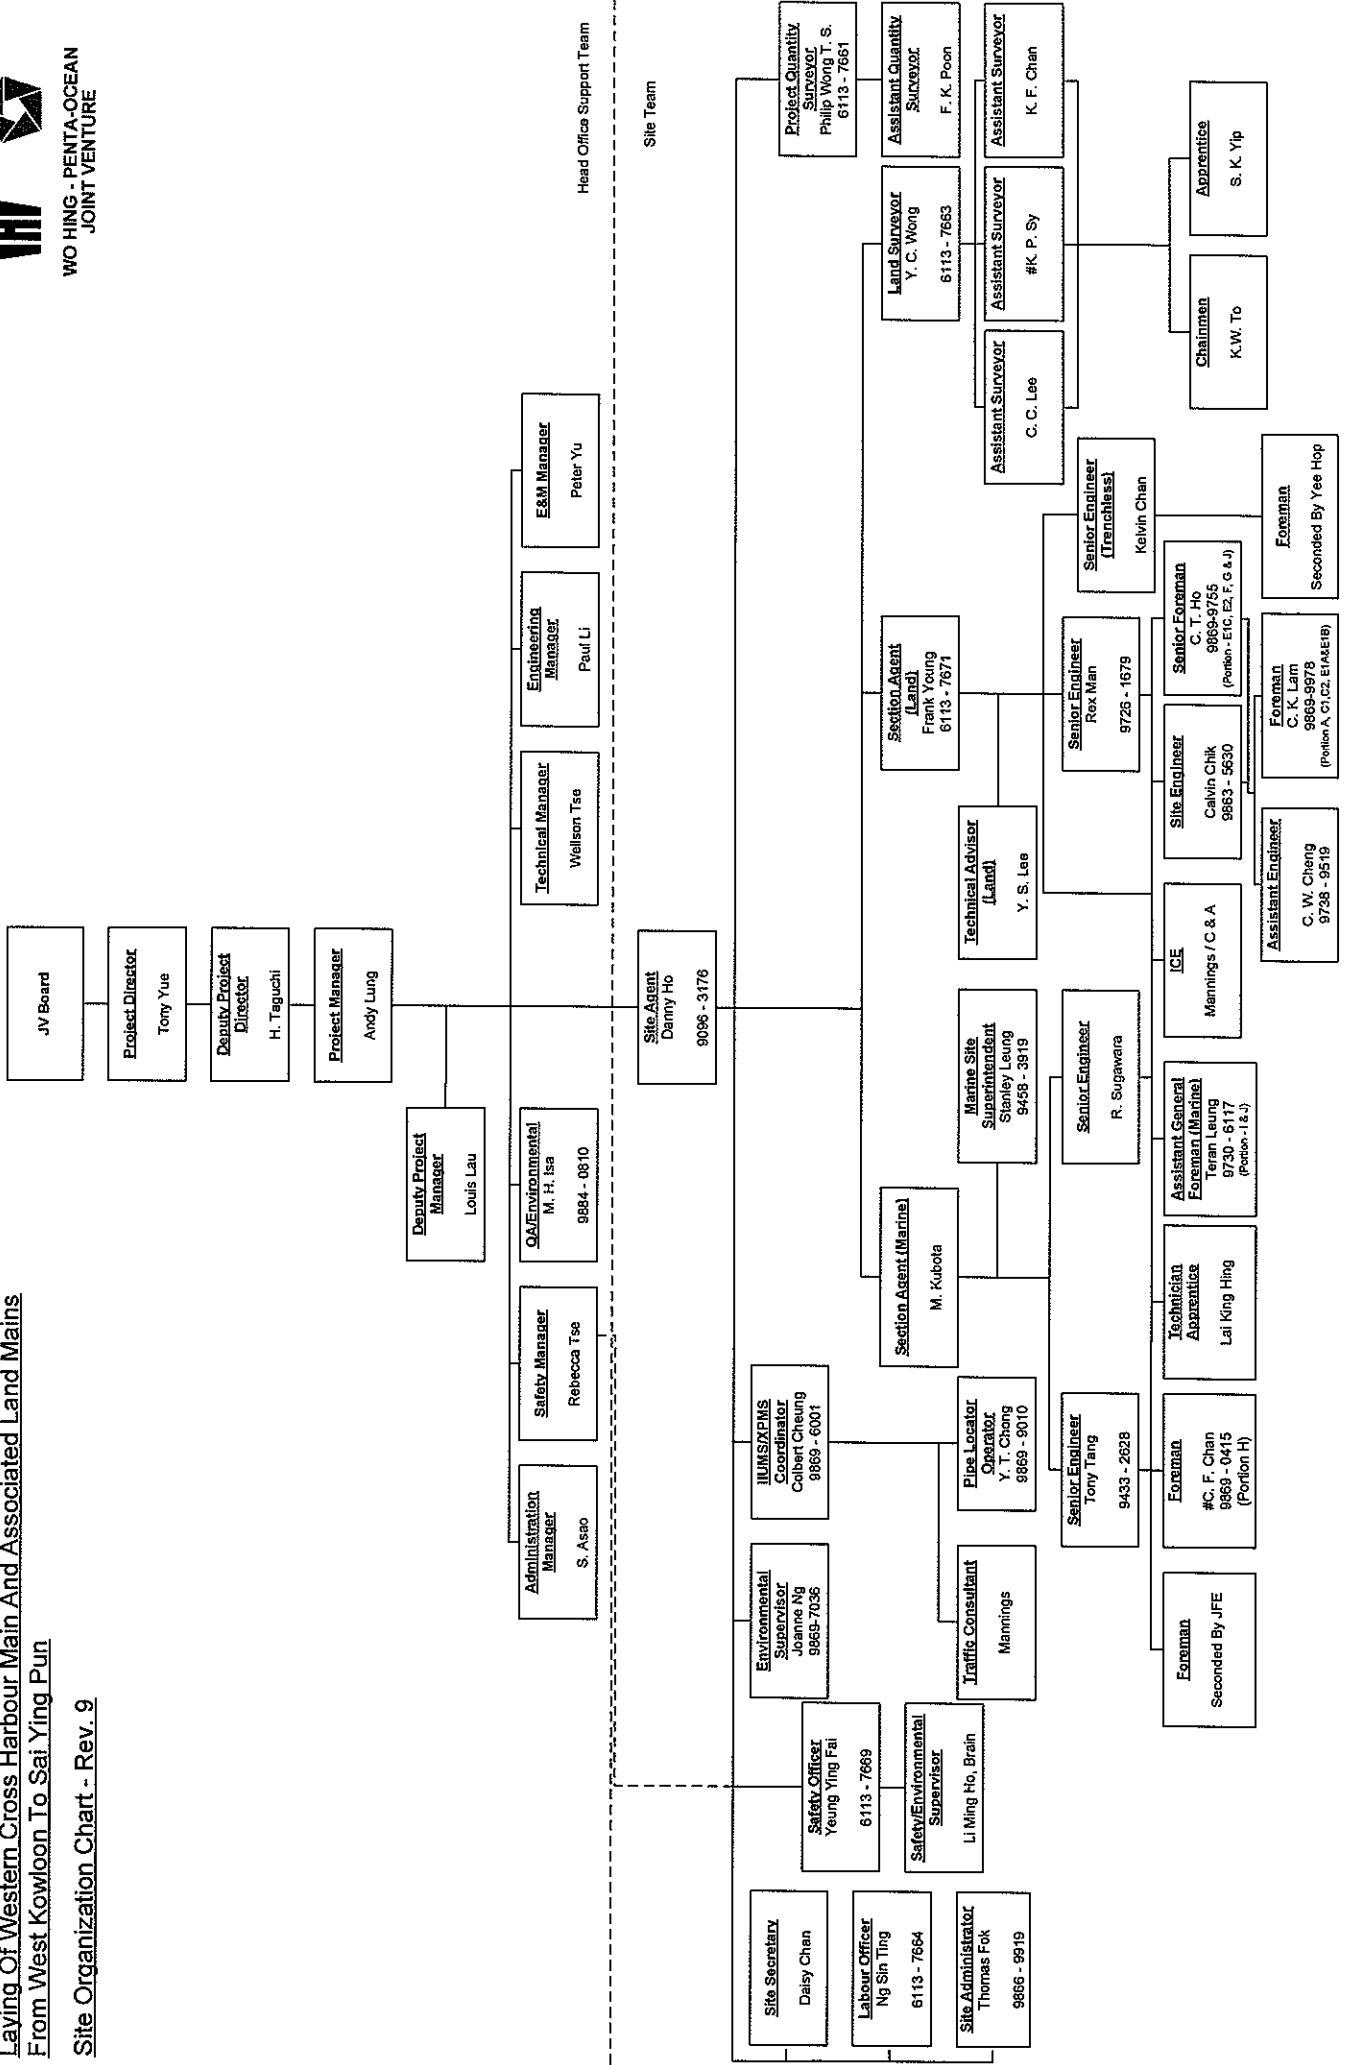 Laying Of Western Cross Harbour Main And Associated Land Mains
From West Kowloon To Sai Ying Pun
Site Organization Chart - Rev. 9
WO HING - PENTA-OCEAN
JOINT VENTURE
JV Board
Project Director
Tony Yue
Deputy Project
Director
H. Taguchi
Project Manager
Andy Lung
Deputy Project
Manager
Louis Lau
Administration
Manager
S. Asao
Safety Manager
Rebecca Tse
QA/Environmental
M. H. Isa
9884 - 0810
Technical Manager
Wellson Tse
Engineering
Manager
Paul Li
E&M Manager
Peter Yu
Head Office Support Team
Site Team
Site Agent
Danny Ho
9096 - 3176
Site Secretary
Daisy Chan
Labour Officer
Ng Sin Ting
6113 - 7664
Site Administrator
Thomas Fok
9866 - 9919
Safety Officer
Yeung Ying Fai
6113 - 7669
Safety/Environmental
Supervisor
Li Ming Ho, Brain
Environmental
Supervisor
Joanne Ng
9869-7036
IIUMS/XPMS
Coordinator
Colbert Cheung
9869 - 6001
Traffic Consultant
Mannings
Pipe Locator
Operator
Y. T. Chong
9869 - 9010
Project Quantity
Surveyor
Philip Wong T. S.
6113 - 7661
Assistant Quantity
Surveyor
F. K. Poon
Section Agent (Marine)
M. Kubota
Marine Site
Superintendent
Stanley Leung
9458 - 3919
Senior Engineer
Tony Tang
9433 - 2628
Senior Engineer
R. Sugawara
Foreman
Seconded By JFE
Foreman
#C. F. Chan
9869 - 0415
(Portion H)
Technician
Apprentice
Lai King Hing
Assistant General
Foreman (Marine)
Teran Leung
9730 - 6117
(Portion - I & J)
Section Agent
(Land)
Frank Young
6113 - 7671
Technical Advisor
(Land)
Y. S. Lee
Senior Engineer
Rex Man
9726 - 1679
Senior Engineer
(Trenchless)
Kelvin Chan
ICE
Mannings / C & A
Site Engineer
Calvin Chik
9863 - 5630
Senior Foreman
C. T. Ho
9869-9755
(Portion - E1C, E2, F, G & J)
Assistant Engineer
C. W. Cheng
9738 - 9519
Foreman
C. K. Lam
9869-9978
(Portion A, C1,C2, E1A&E1B)
Foreman
Seconded By Yee Hop
Land Surveyor
Y. C. Wong
6113 - 7663
Assistant Surveyor
C. C. Lee
Assistant Surveyor
#K. P. Sy
Assistant Surveyor
K. F. Chan
Chainmen
K.W. To
Apprentice
S. K. Yip